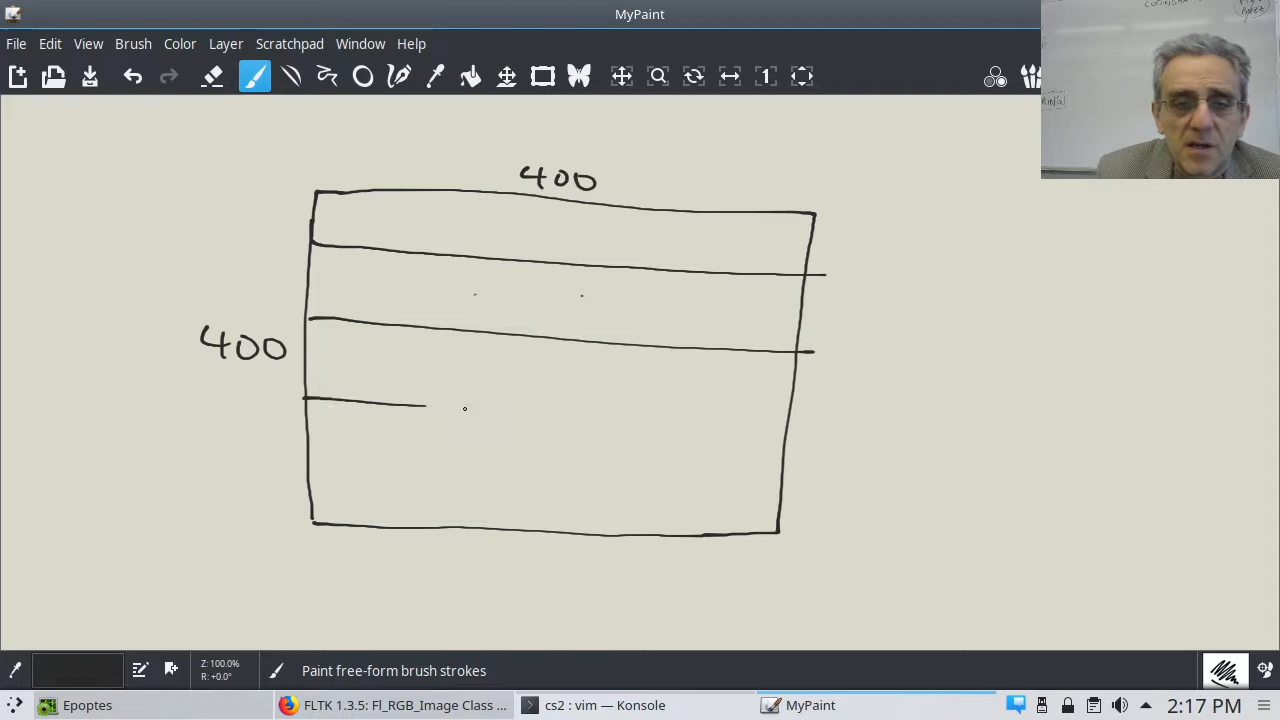 MyPaint
File Edit View Brush Color Layer Scratchpad Window Help
400
400
Z: 100.0%
R: +0.0°
Paint free-form brush strokes
Epoptes
FLTK 1.3.5: Fl_RGB_Image Class ...
cs2 : vim — Konsole
MyPaint
2:17 PM